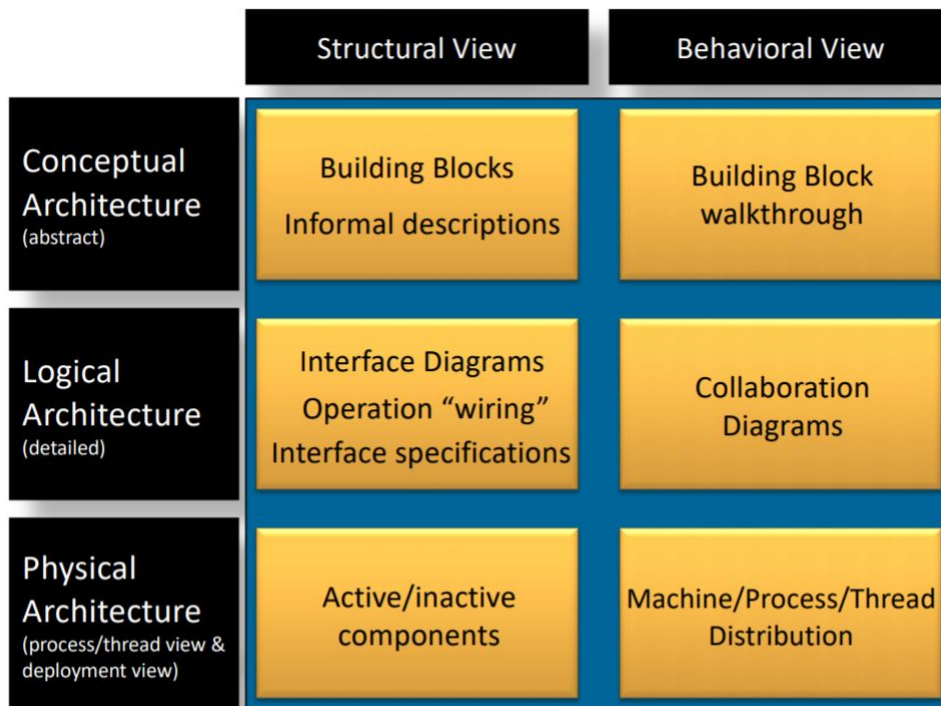 Structural View
Behavioral View
Conceptual
Architecture
(abstract)
Building Blocks
Informal descriptions
Building Block
walkthrough
Logical
Architecture
(detailed)
Interface Diagrams
Operation “wiring”
Interface specifications
Collaboration
Diagrams
Physical
Architecture
(process/thread view &
deployment view)
Active/inactive
components
Machine/Process/Thread
Distribution